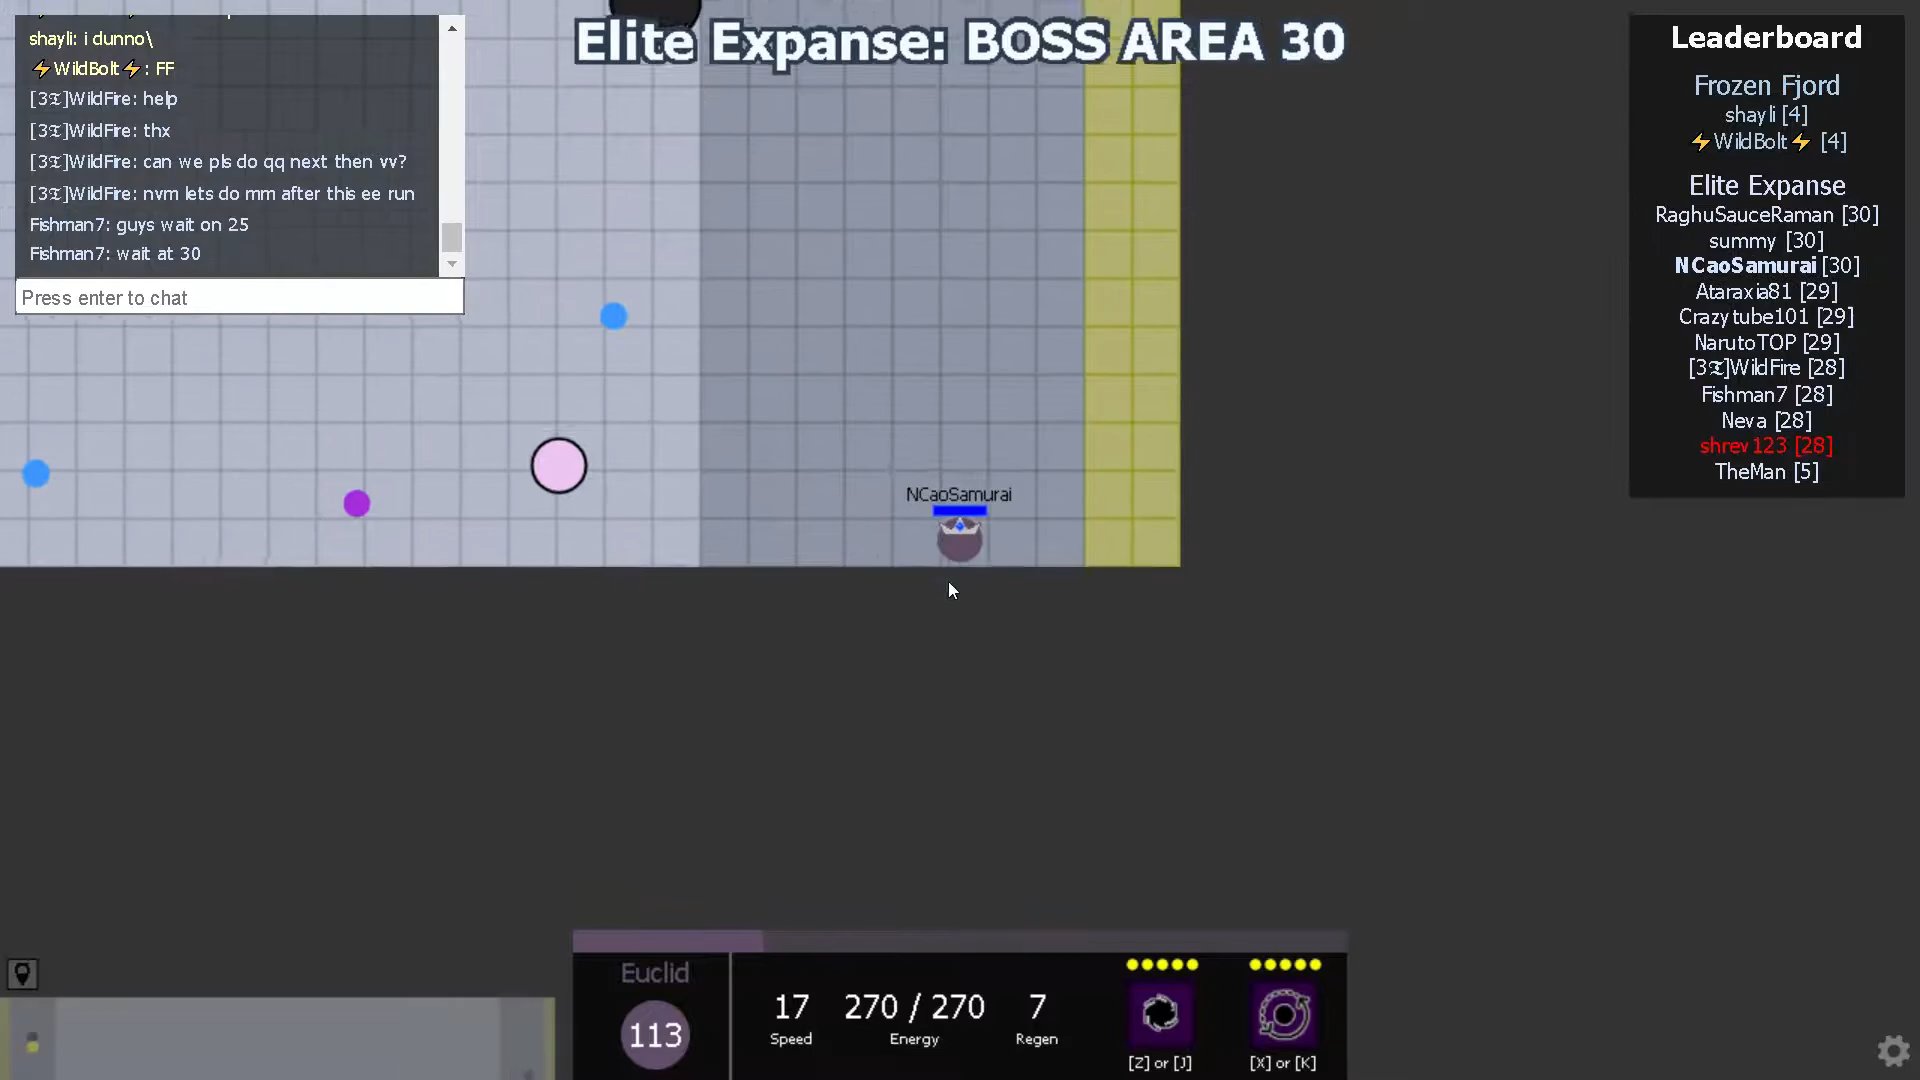 shayli: i dunno\
⚡WildBolt⚡: FF
[3𝕿]WildFire: help
[3𝕿]WildFire: thx
[3𝕿]WildFire: can we pls do qq next then vv?
[3𝕿]WildFire: nvm lets do mm after this ee run
Fishman7: guys wait on 25
Fishman7: wait at 30
Press enter to chat
Elite Expanse: BOSS AREA 30
Leaderboard
Frozen Fjord
shayli [4]
⚡WildBolt⚡ [4]
Elite Expanse
RaghuSauceRaman [30]
summy [30]
NCaoSamurai [30]
Ataraxia81 [29]
Crazytube101 [29]
NarutoTOP [29]
[3𝕿]WildFire [28]
Fishman7 [28]
Neva [28]
shrev123 [28]
TheMan [5]
NCaoSamurai
Euclid
113
17
Speed
270 / 270
Energy
7
Regen
[Z] or [J]
[X] or [K]